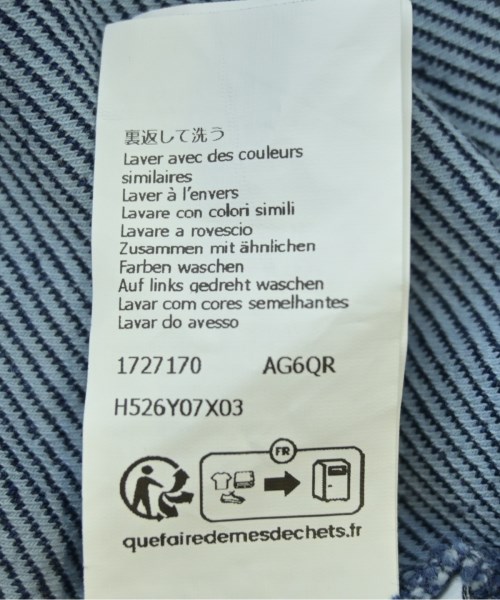 裏返して洗う
Laver avec des couleurs
similaires
Laver à l'envers
Lavare con colori simili
Lavare a rovescio
Zusammen mit ähnlichen
Farben waschen
Auf links gedreht waschen
Lavar com cores semelhantes
Lavar do avesso
1727170 AG6QR
H526Y07X03
FR
quefairedemesdechets.fr